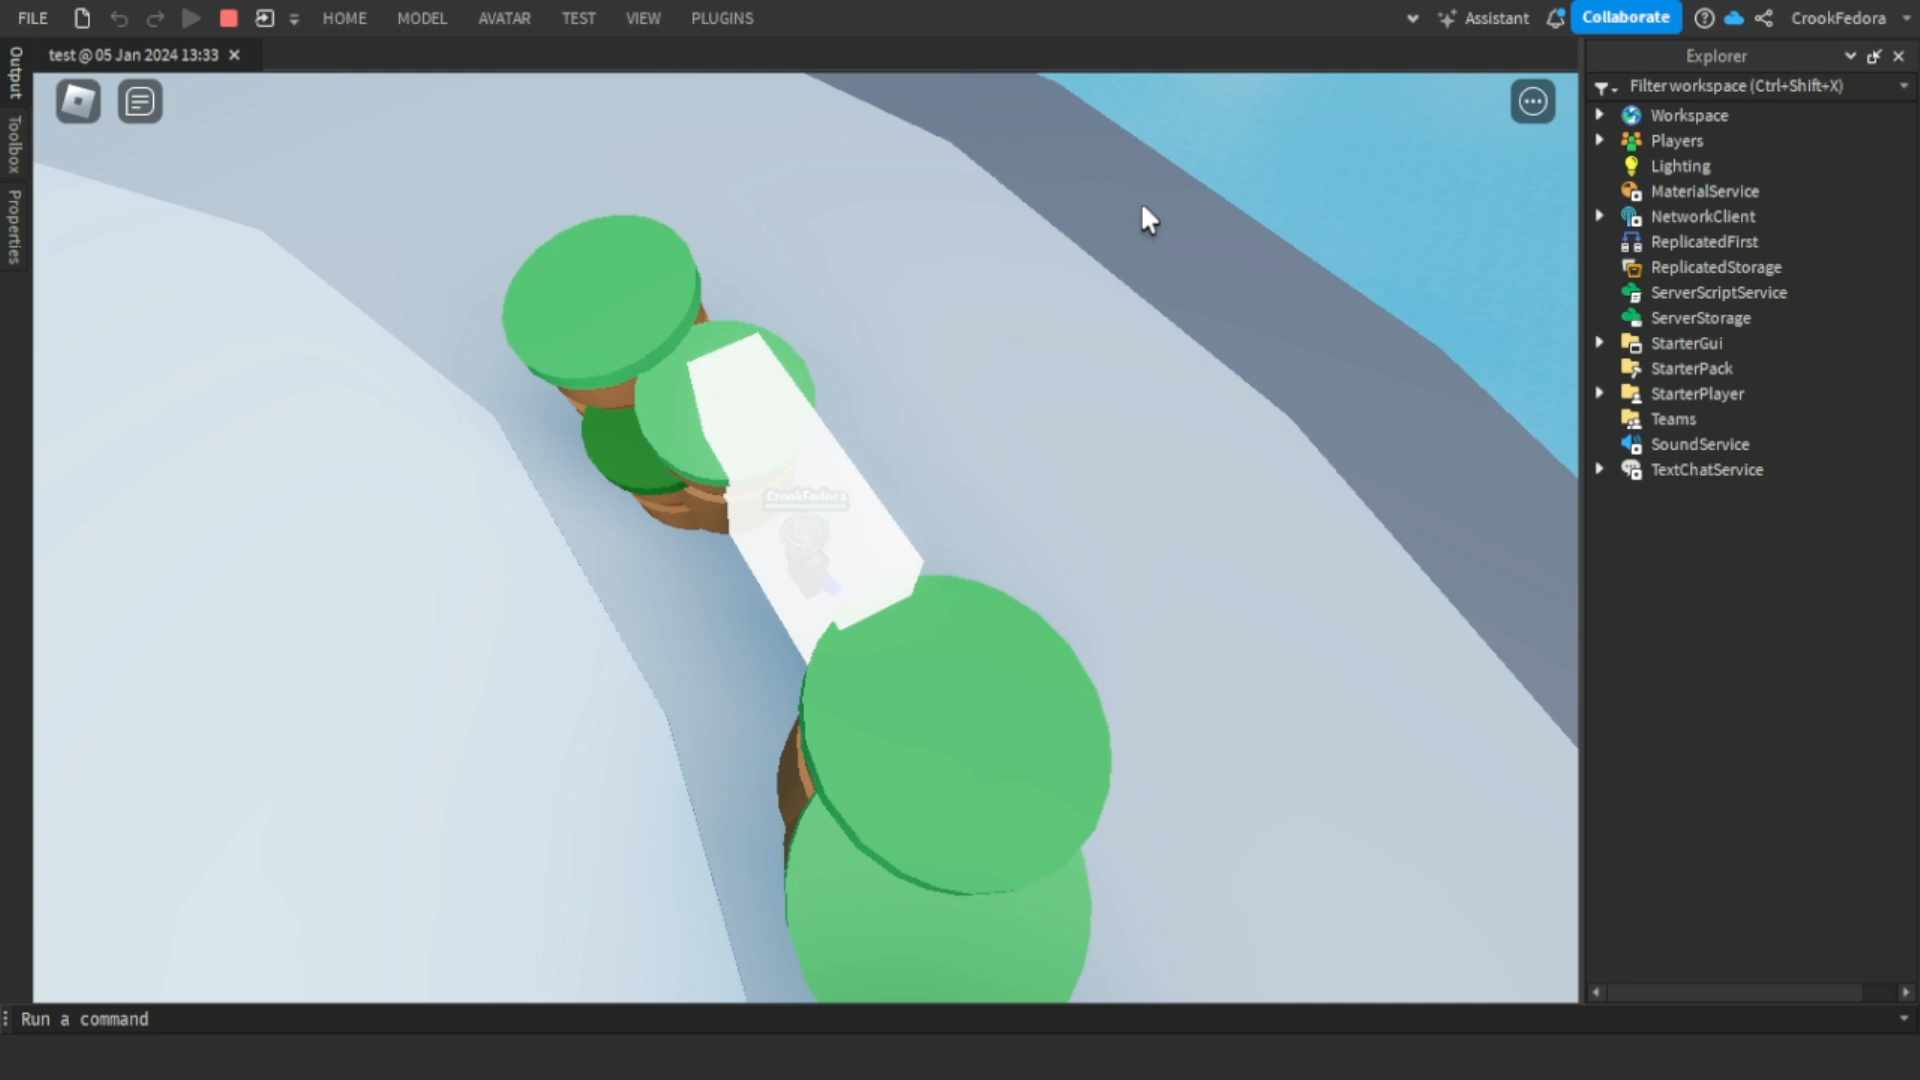 FILE
HOME
MODEL
AVATAR
TEST
VIEW
PLUGINS
Assistant
Collaborate
CrookFedora
Output
Toolbox
Properties
test @ 05 Jan 2024 13:33
CrookFedora
Explorer
Filter workspace (Ctrl+Shift+X)
Workspace
Players
Lighting
MaterialService
NetworkClient
ReplicatedFirst
ReplicatedStorage
ServerScriptService
ServerStorage
StarterGui
StarterPack
StarterPlayer
Teams
SoundService
TextChatService
Run a command